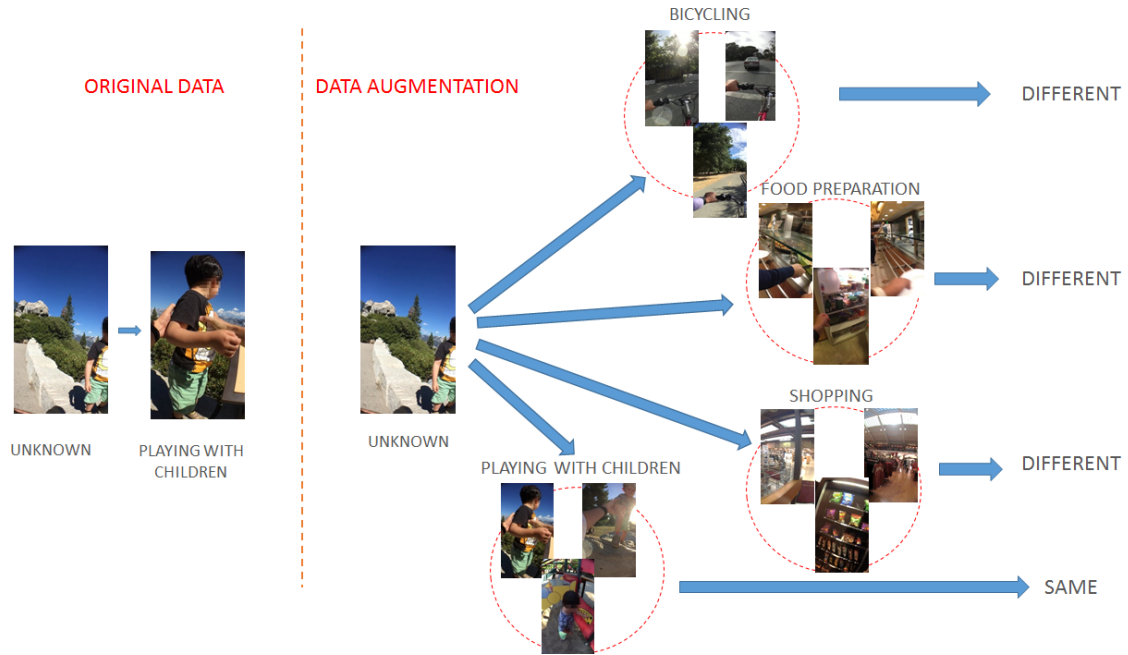 BICYCLING
ORIGINAL DATA
DATA AUGMENTATION
DIFFERENT
FOOD PREPARATION
DIFFERENT
UNKNOWN
PLAYING WITH
CHILDREN
UNKNOWN
SHOPPING
DIFFERENT
PLAYING WITH CHILDREN
SAME